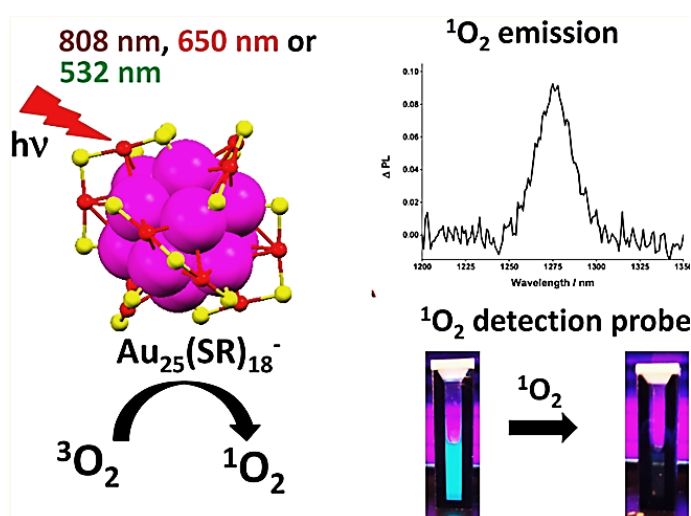 808 nm, 650 nm or
532 nm
hν
Au₂₅(SR)₁₈⁻
³O₂
¹O₂
¹O₂ emission
Δ PL
0.10
0.08
0.06
0.04
0.02
0.00
1200 1225 1250 1275 1300 1325 1350
Wavelength / nm
¹O₂ detection probe
¹O₂